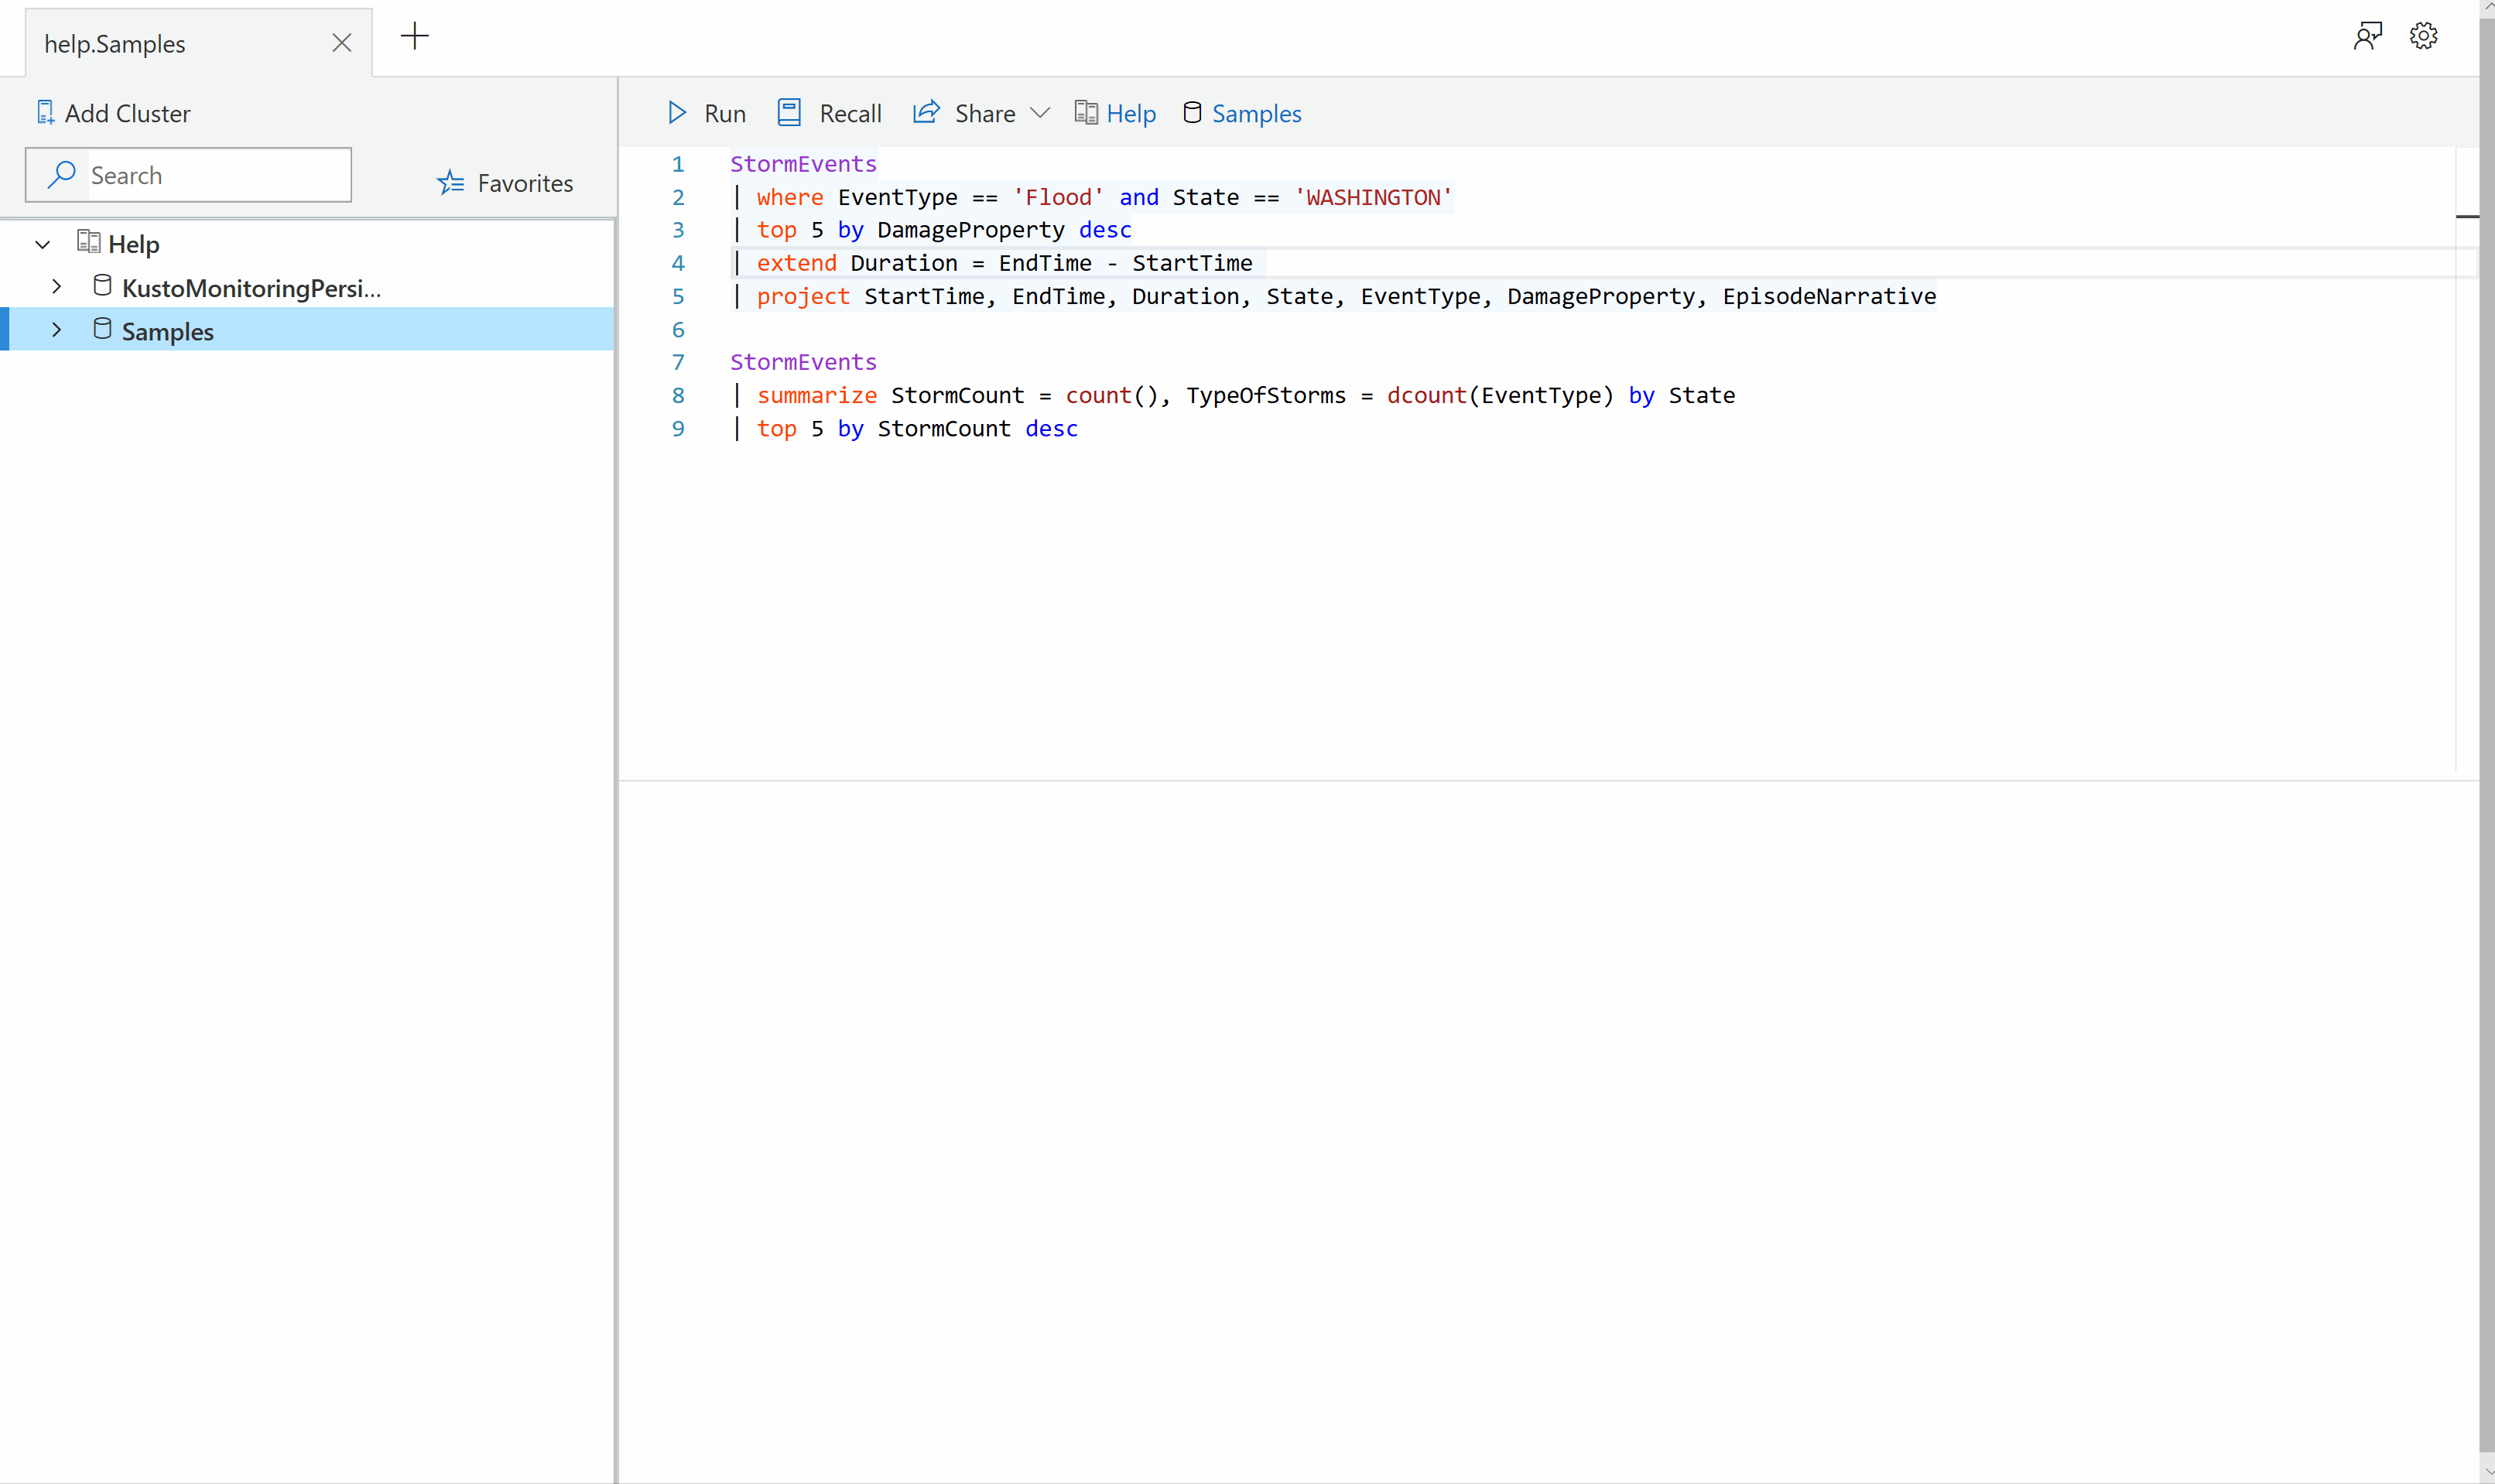 help.Samples
Add Cluster
Search
Favorites
Help
KustoMonitoringPersi...
Samples
Run Recall Share Help Samples
1 StormEvents
2 | where EventType == 'Flood' and State == 'WASHINGTON'
3 | top 5 by DamageProperty desc
4 | extend Duration = EndTime - StartTime
5 | project StartTime, EndTime, Duration, State, EventType, DamageProperty, EpisodeNarrative
6
7 StormEvents
8 | summarize StormCount = count(), TypeOfStorms = dcount(EventType) by State
9 | top 5 by StormCount desc